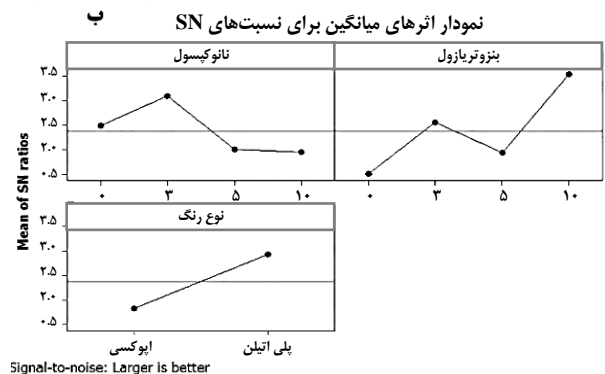 ب
نمودار اثرهای میانگین برای نسبت‌های SN
نانوکپسول
بنزوتریازول
۳.۵
۳.۰
۲.۵
۲.۰
۰.۵
۰ ۳ ۵ ۱۰
۰ ۳ ۵ ۱۰
Mean of SN ratios
نوع رنگ
۳.۵
۳.۰
۲.۵
۲.۰
۰.۵
اپوکسی
پلی اتیلن
Signal-to-noise: Larger is better